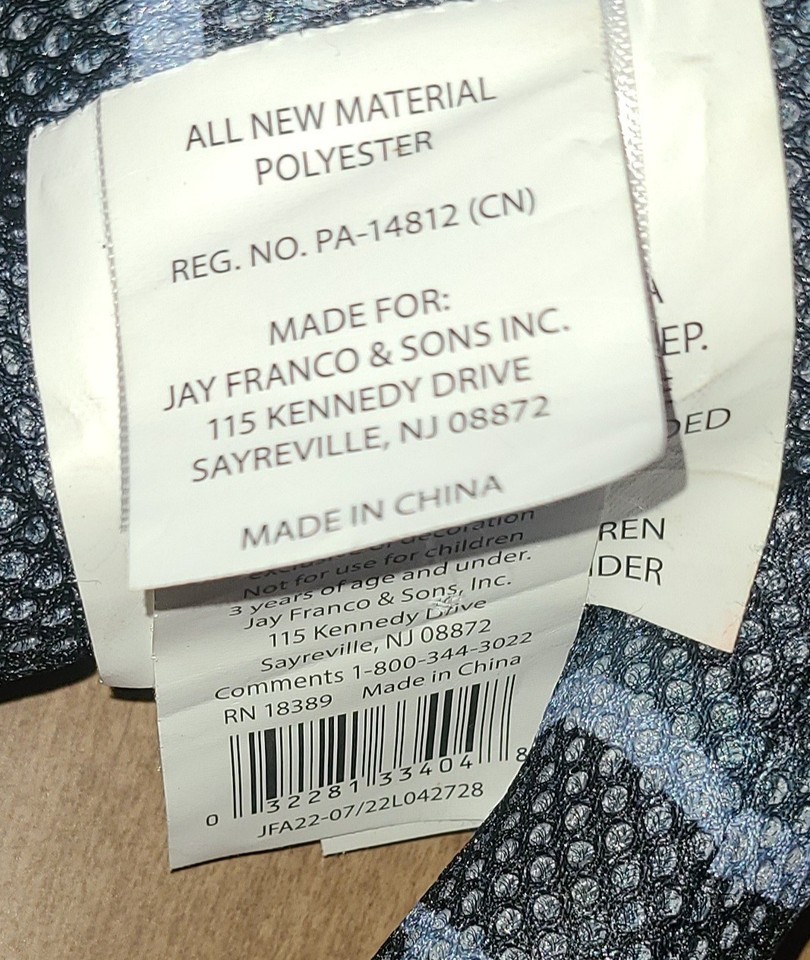 ALL NEW MATERIAL
POLYESTER
REG. NO. PA-14812 (CN)
MADE FOR:
JAY FRANCO & SONS INC.
115 KENNEDY DRIVE
SAYREVILLE, NJ 08872
MADE IN CHINA
decoration
Not for use for children
3 years of age and under.
Jay Franco & Sons, Inc.
115 Kennedy Drive
Sayreville, NJ 08872
Comments 1-800-344-3022
RN 18389 Made in China
0 32281 33404 8
JFA22-07/22L042728
A
EP.
E
DED
REN
DER